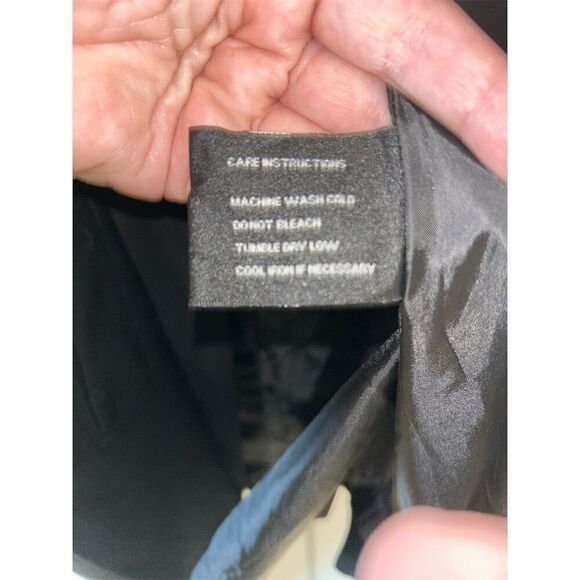 CARE INSTRUCTIONS
MACHINE WASH COLD
DO NOT BLEACH
TUMBLE DRY LOW
COOL IRON IF NECESSARY